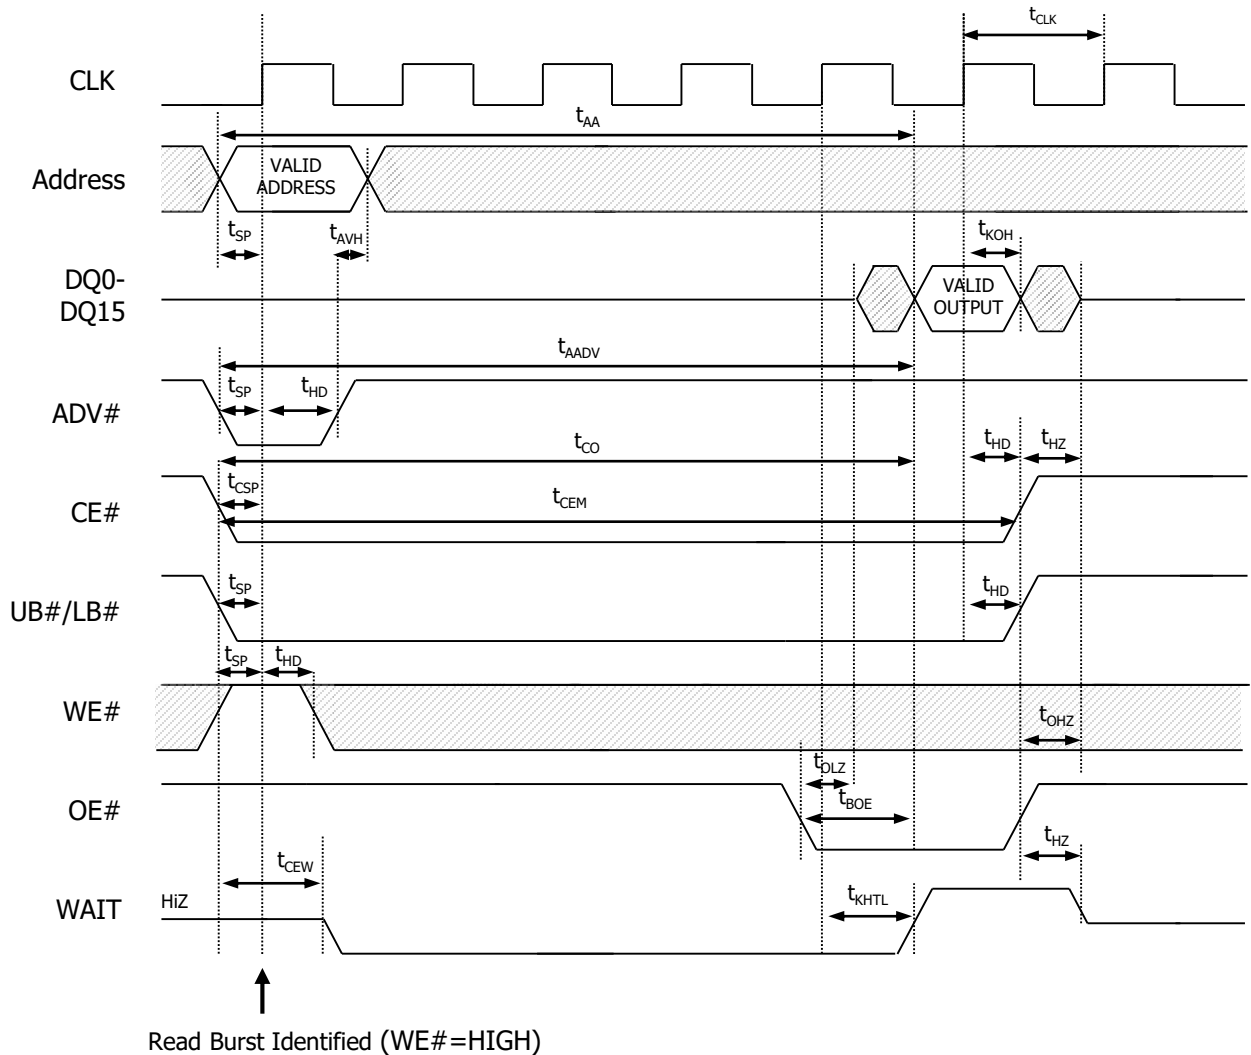 tCLK
CLK
tAA
Address
VALID
ADDRESS
tSP
tAVH
tKOH
DQ0-
DQ15
VALID
OUTPUT
tAADV
ADV#
tSP
tHD
tCO
tHD
tHZ
CE#
tCSP
tCEM
UB#/LB#
tSP
tHD
tSP
tHD
WE#
tOHZ
tOLZ
OE#
tBOE
tHZ
tCEW
WAIT
HiZ
tKHTL
Read Burst Identified (WE#=HIGH)